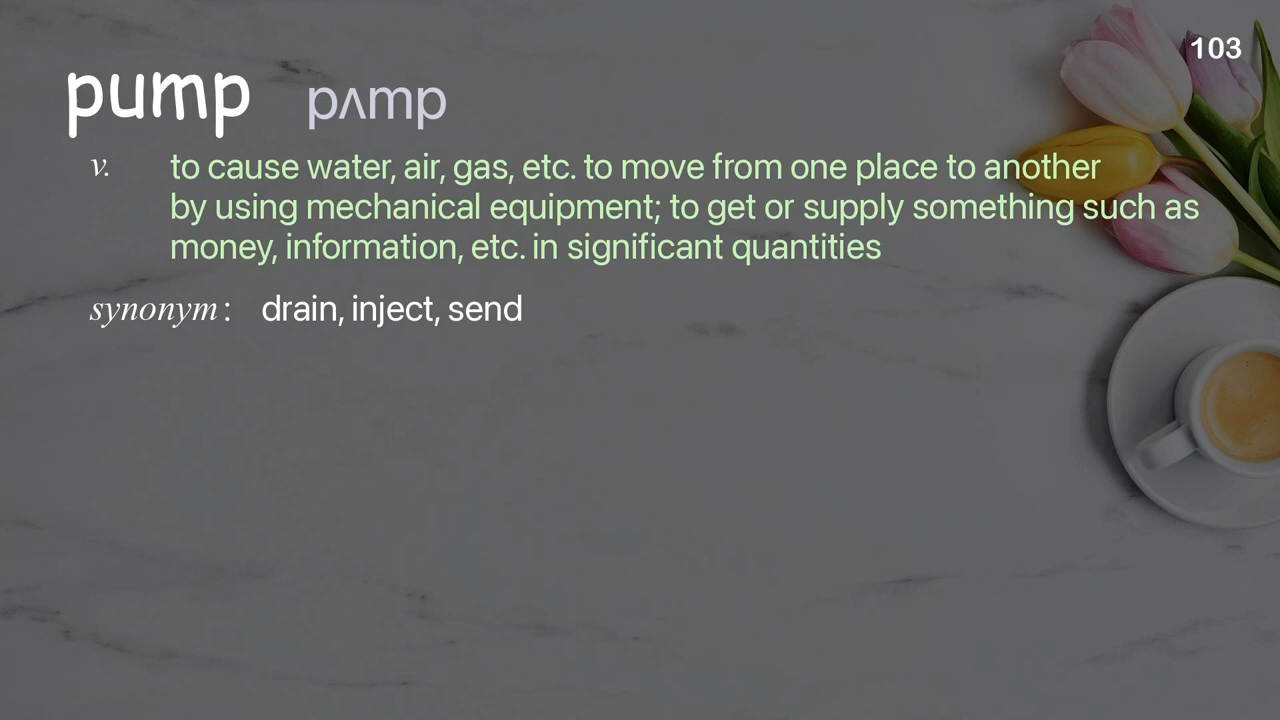 103
pump pʌmp
v. to cause water, air, gas, etc. to move from one place to another
by using mechanical equipment; to get or supply something such as
money, information, etc. in significant quantities
synonym: drain, inject, send